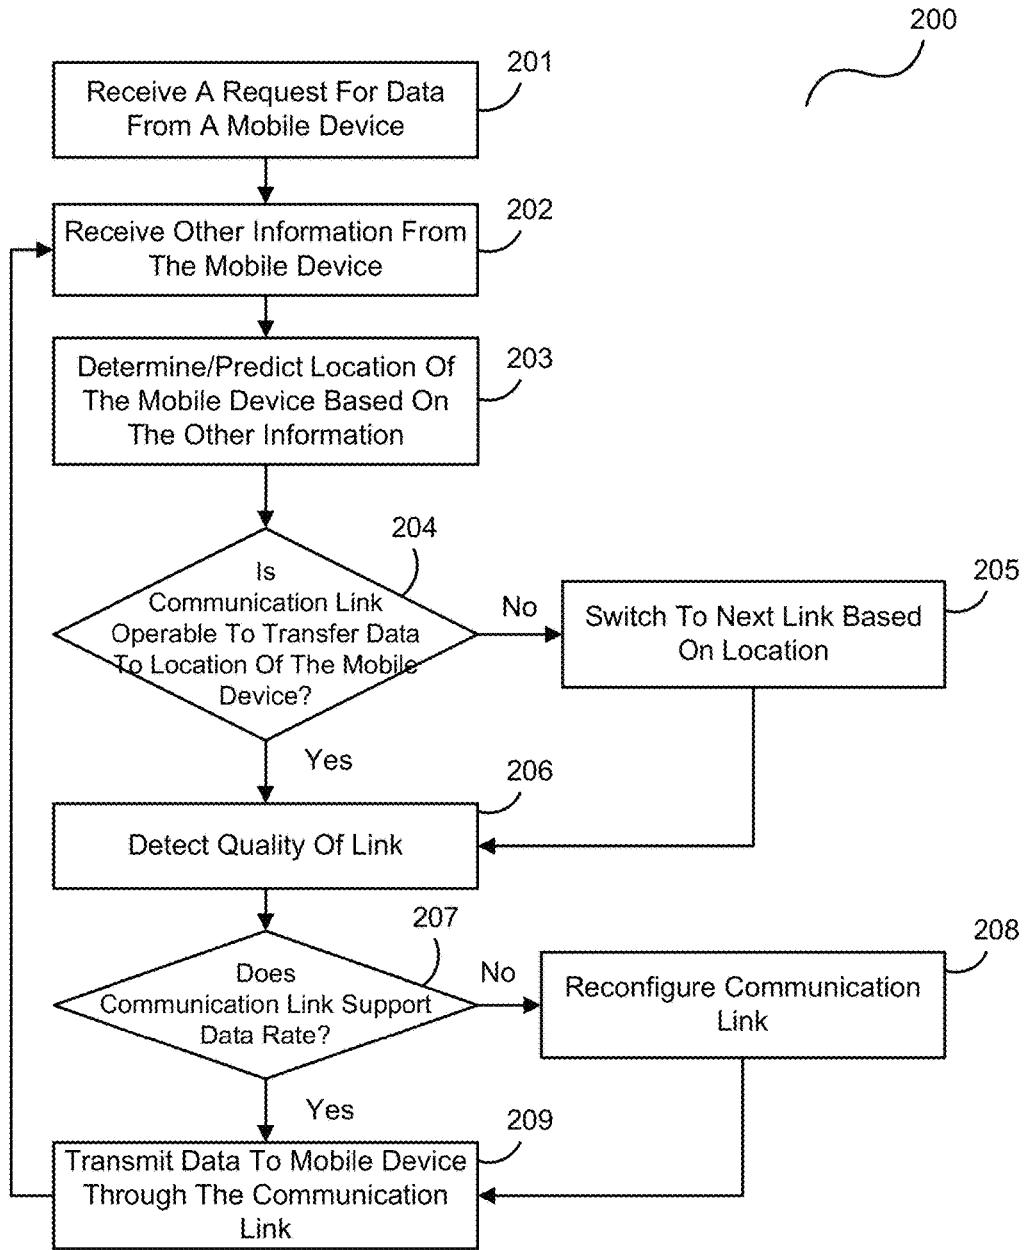 200
201
Receive A Request For Data
From A Mobile Device
202
Receive Other Information From
The Mobile Device
203
Determine/Predict Location Of
The Mobile Device Based On
The Other Information
204
Is
Communication Link
Operable To Transfer Data
To Location Of The Mobile
Device?
No
205
Switch To Next Link Based
On Location
Yes
206
Detect Quality Of Link
207
Does
Communication Link Support
Data Rate?
No
208
Reconfigure Communication
Link
Yes
209
Transmit Data To Mobile Device
Through The Communication
Link